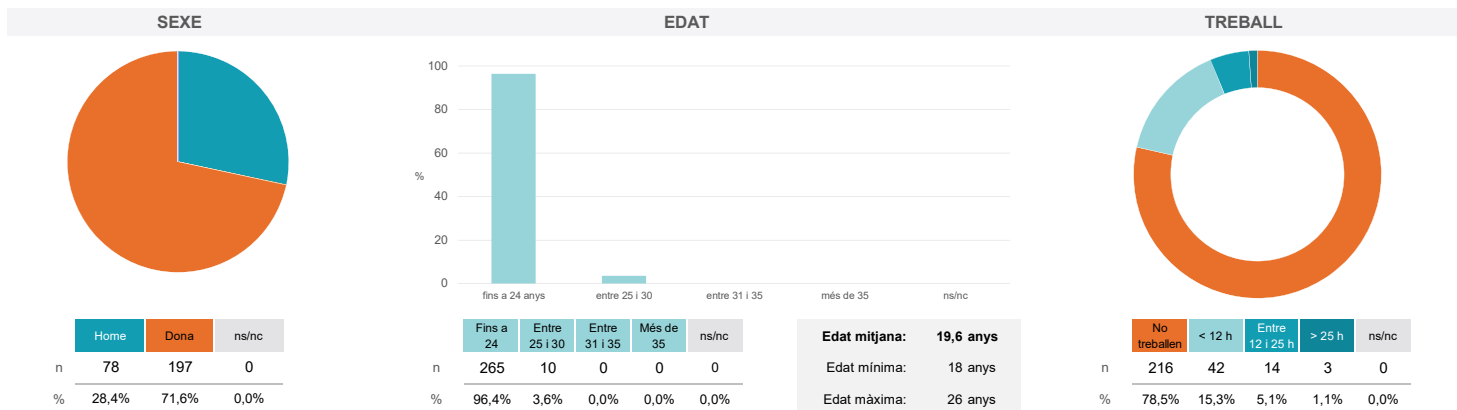 SEXE
EDAT
TREBALL
100
80
60
%
40
20
0
fins a 24 anys
entre 25 i 30
entre 31 i 35
més de 35
ns/nc
Home
Dona
ns/nc
n
78
197
0
%
28,4%
71,6%
0,0%
Fins a
24
Entre
25 i 30
Entre
31 i 35
Més de
35
ns/nc
n
265
10
0
0
0
%
96,4%
3,6%
0,0%
0,0%
0,0%
Edat mitjana: 19,6 anys
Edat mínima: 18 anys
Edat màxima: 26 anys
No
treballen
< 12 h
Entre
12 i 25 h
> 25 h
ns/nc
n
216
42
14
3
0
%
78,5%
15,3%
5,1%
1,1%
0,0%